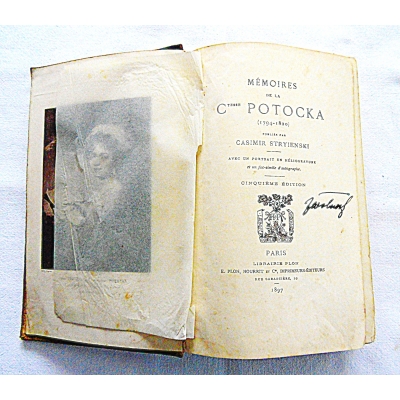 MÉMOIRES
DE LA
Cᵗᵉˢˢᵉ POTOCKA
(1794-1820)
PUBLIÉS PAR
CASIMIR STRYIENSKI
AVEC UN PORTRAIT EN HÉLIOGRAVURE
et un fac-similé d'autographe.
CINQUIÈME ÉDITION
PARIS
LIBRAIRIE PLON
E. PLON, NOURRIT ET Cⁱᵉ, IMPRIMEURS-ÉDITEURS
RUE GARANCIÈRE, 10
1897